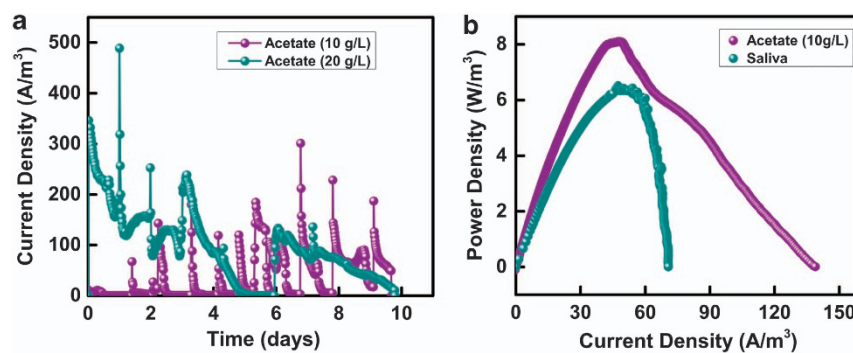 a
Acetate (10 g/L)
Acetate (20 g/L)
500
400
300
200
100
0
Current Density (A/m³)
0 2 4 6 8 10
Time (days)
b
Acetate (10g/L)
Saliva
8
6
4
2
0
Power Density (W/m³)
0 30 60 90 120 150
Current Density (A/m³)